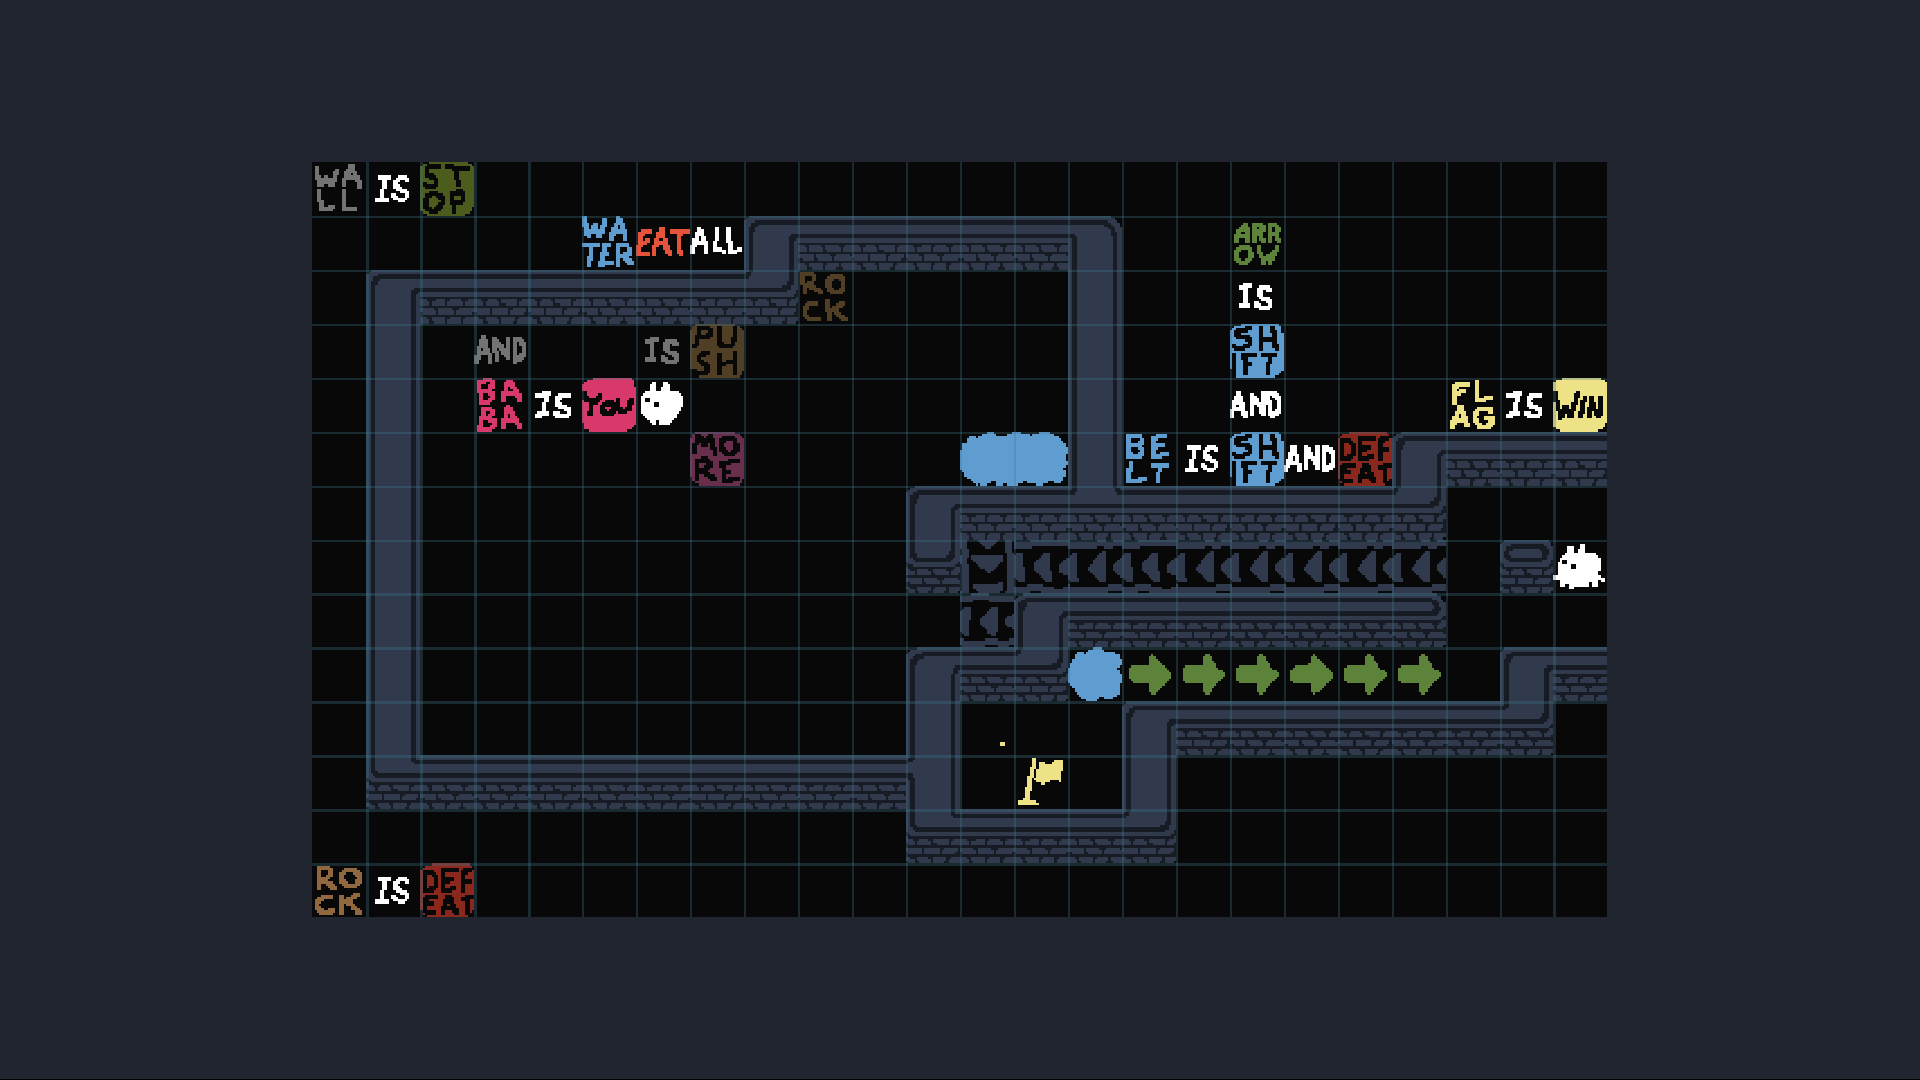 WALL IS STOP
WATER EAT ALL
ARROW
ROCK
IS
AND IS PUSH
SHIFT
BABA IS YOU
AND
FLAG IS WIN
MORE
BELT IS SHIFT AND DEFEAT
ROCK IS DEFEAT